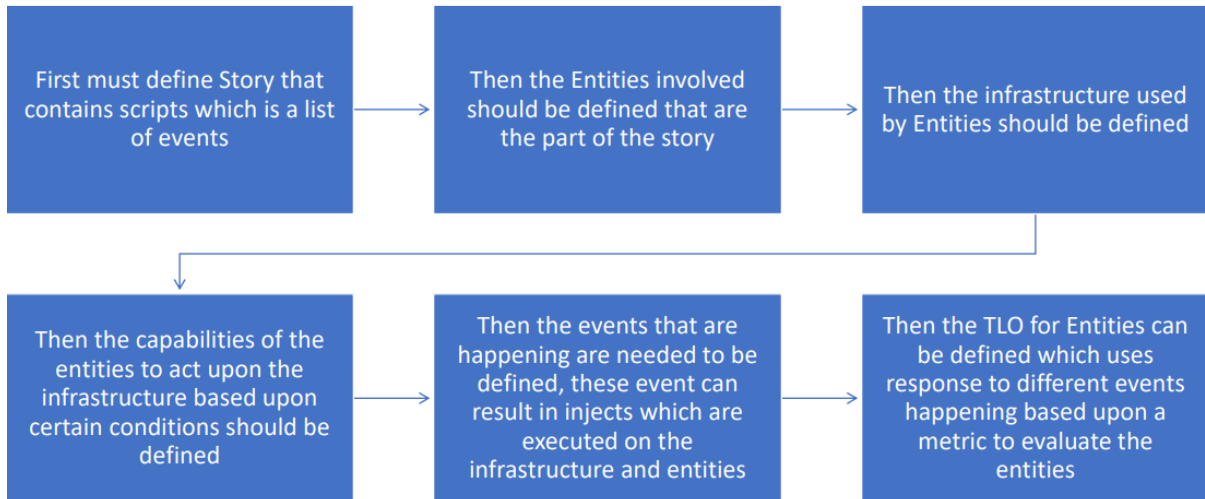 First must define Story that
contains scripts which is a list
of events
Then the Entities involved
should be defined that are
the part of the story
Then the infrastructure used
by Entities should be defined
Then the capabilities of the
entities to act upon the
infrastructure based upon
certain conditions should be
defined
Then the events that are
happening are needed to be
defined, these event can
result in injects which are
executed on the
infrastructure and entities
Then the TLO for Entities can
be defined which uses
response to different events
happening based upon a
metric to evaluate the
entities